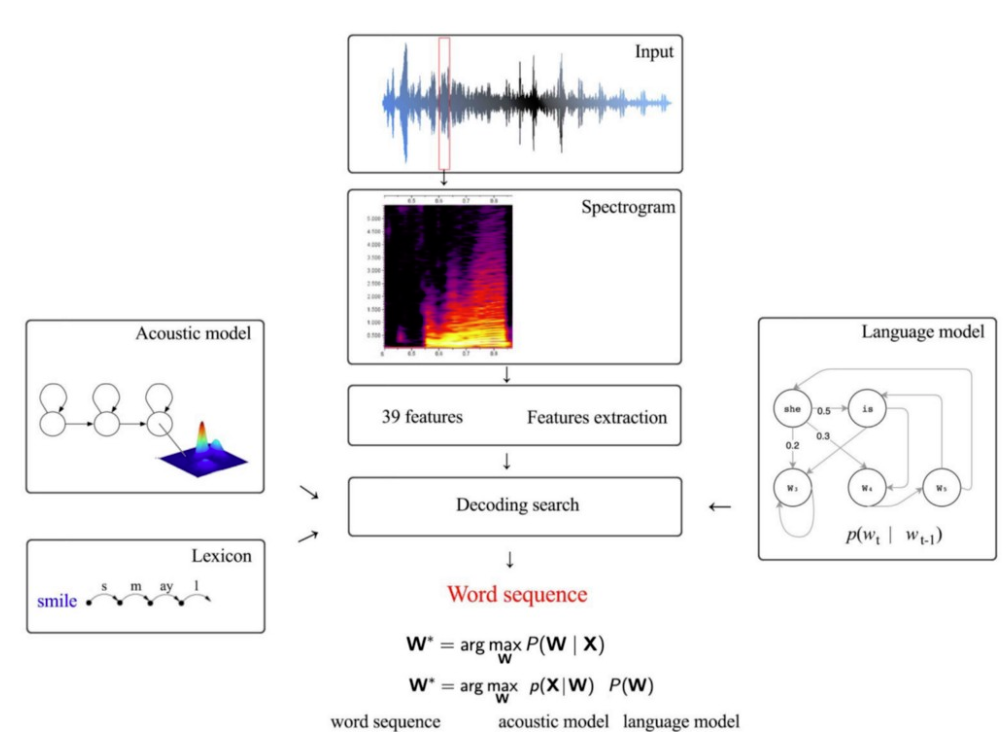 Input
Spectrogram
Acoustic model
39 features Features extraction
Language model
she 0.5 is
0.2 0.3
W₃ W₄ W₅
p(wₜ | wₜ₋₁)
Decoding search
Lexicon
smile s m ay l
Word sequence
W* = arg max P(W | X)
W
W* = arg max p(X|W) P(W)
W
word sequence acoustic model language model